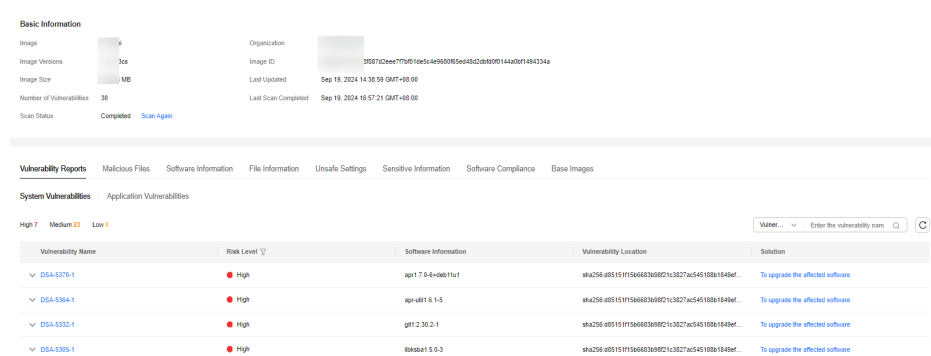 Basic Information
Image Organization
Image Versions 3cs Image ID 3f887d2eee7f7bf01de5c4e9680f65ed48d2dbfd0f0144a0bf1494334a
Image Size MB Last Updated Sep 19, 2024 14:38:59 GMT+08:00
Number of Vulnerabilities 30 Last Scan Completed Sep 19, 2024 16:57:21 GMT+08:00
Scan Status Completed Scan Again
Vulnerability Reports Malicious Files Software Information File Information Unsafe Settings Sensitive Information Software Compliance Base Images
System Vulnerabilities Application Vulnerabilities
High 7 Medium 23 Low 0 Vulner... Enter the vulnerability nam
Vulnerability Name Risk Level Software Information Vulnerability Location Solution
DSA-5370-1 High apr1.7.0-6+deb11u1 sha256:d85151f15b6683b98f21c3827ac545188b1849ef... To upgrade the affected software
DSA-5364-1 High apr-util1.6.1-5 sha256:d85151f15b6683b98f21c3827ac545188b1849ef... To upgrade the affected software
DSA-5332-1 High git1:2.30.2-1 sha256:d85151f15b6683b98f21c3827ac545188b1849ef... To upgrade the affected software
DSA-5305-1 High libksba1.5.0-3 sha256:d85151f15b6683b98f21c3827ac545188b1849ef... To upgrade the affected software